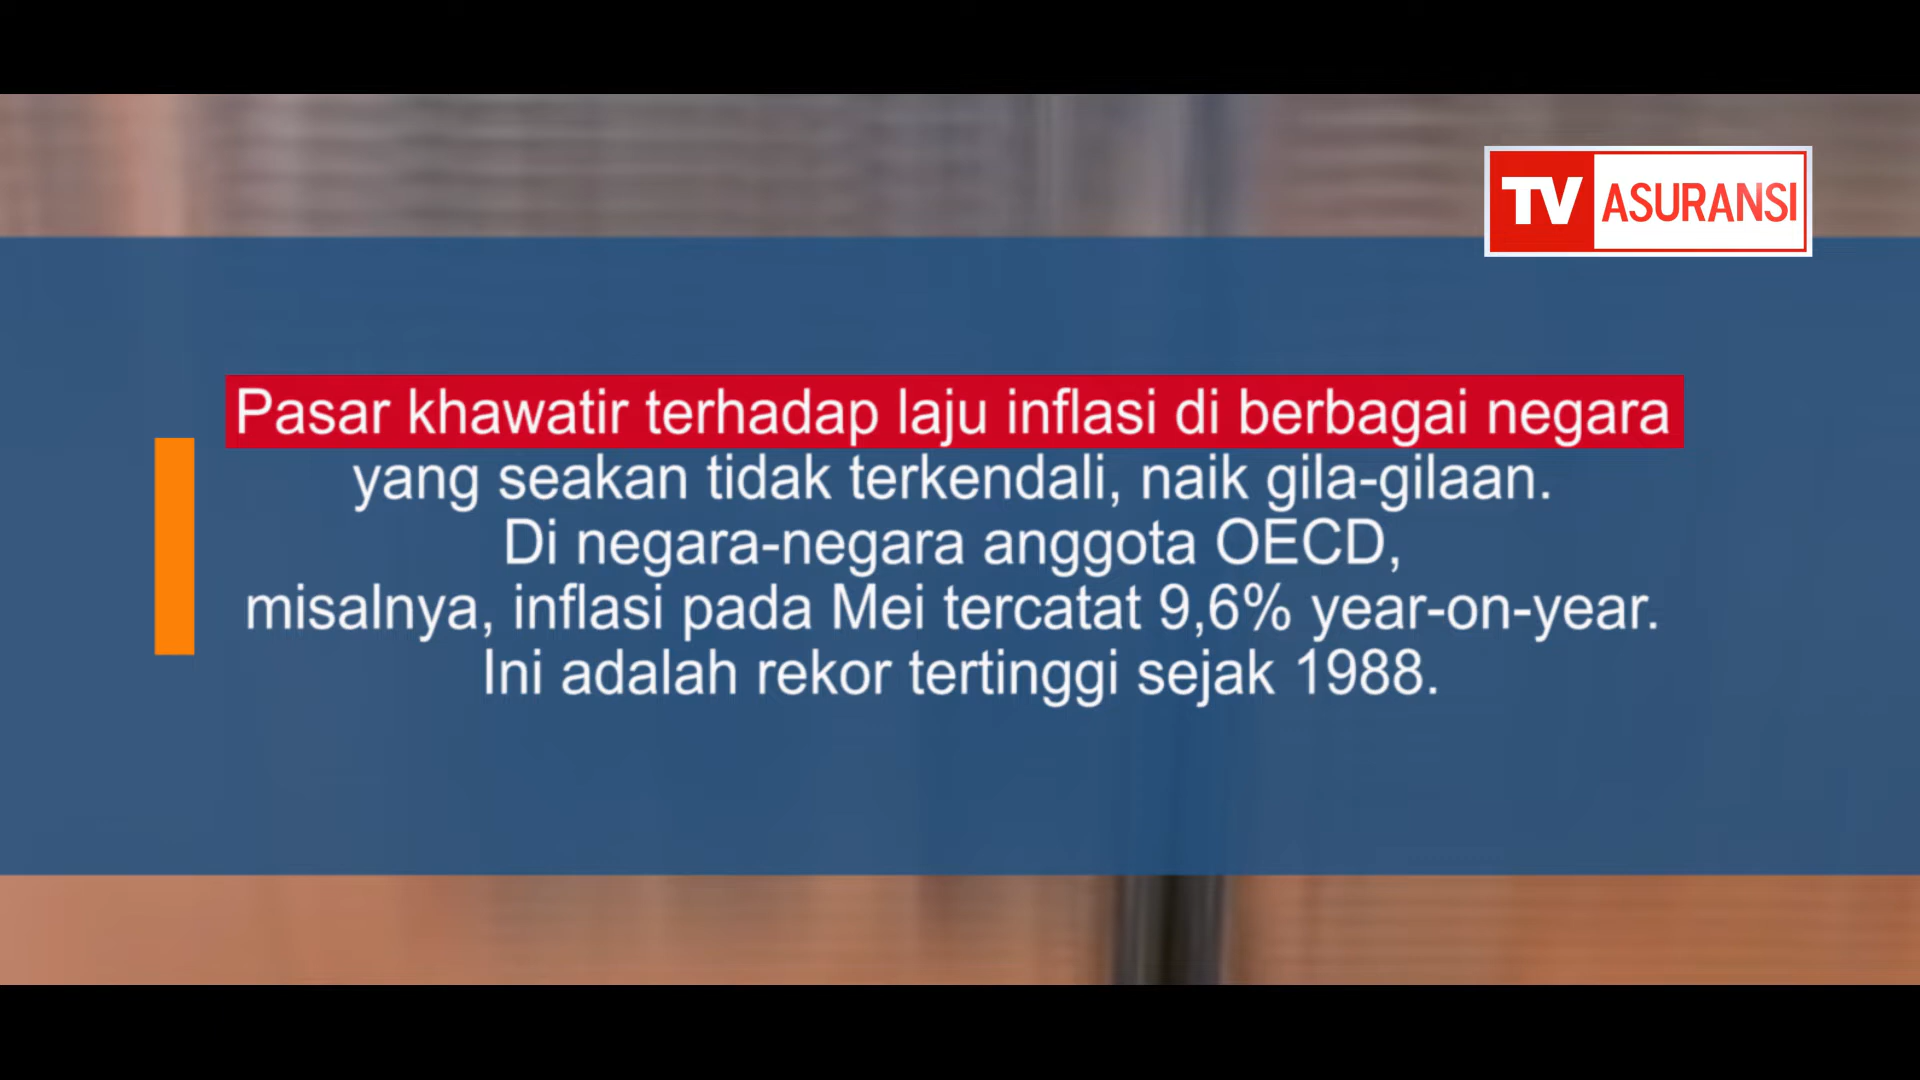 TV ASURANSI
Pasar khawatir terhadap laju inflasi di berbagai negara
yang seakan tidak terkendali, naik gila-gilaan.
Di negara-negara anggota OECD,
misalnya, inflasi pada Mei tercatat 9,6% year-on-year.
Ini adalah rekor tertinggi sejak 1988.